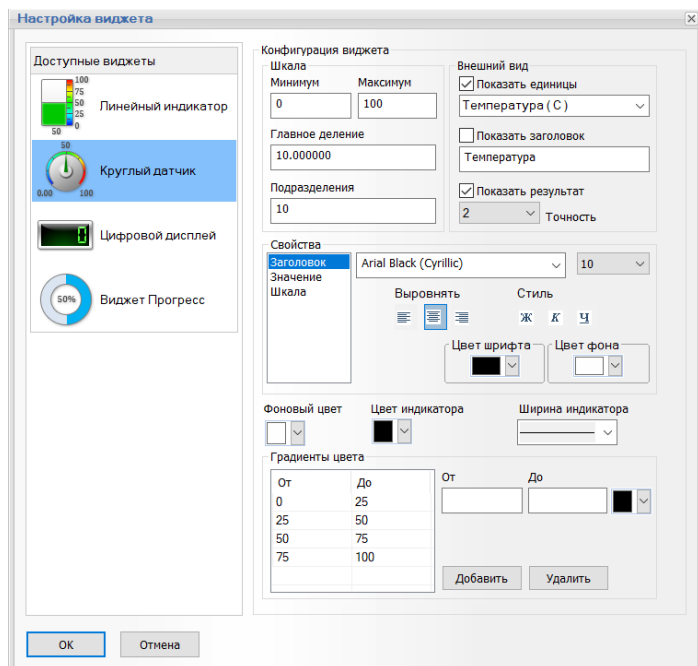 Настройка виджета
Доступные виджеты
100
75
50
25
0
50
Линейный индикатор
50
0.00
100
Круглый датчик
0
Цифровой дисплей
50%
Виджет Прогресс
Конфигурация виджета
Шкала
Минимум Максимум
0 100
Главное деление
10.000000
Подразделения
10
Внешний вид
Показать единицы
Температура ( C )
Показать заголовок
Температура
Показать результат
2 Точность
Свойства
Заголовок
Значение
Шкала
Arial Black (Cyrillic) 10
Выровнять Стиль
Ж К Ч
Цвет шрифта Цвет фона
Фоновый цвет Цвет индикатора Ширина индикатора
Градиенты цвета
От До
0 25
25 50
50 75
75 100
От До
Добавить Удалить
ОК Отмена